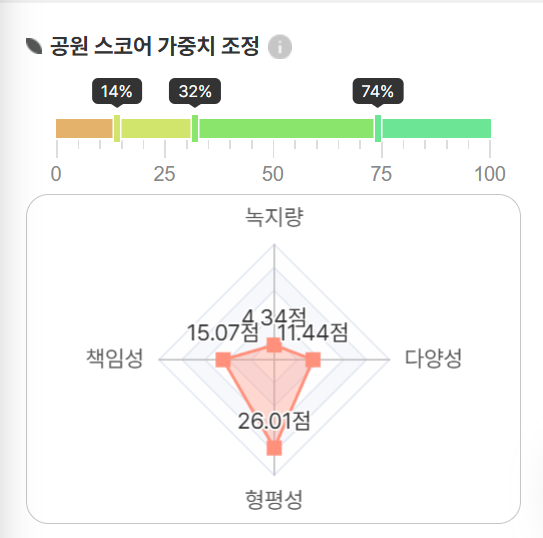 공원 스코어 가중치 조정
14% 32% 74%
0 25 50 75 100
녹지량
4.34점
15.07점 11.44점
책임성 다양성
26.01점
형평성